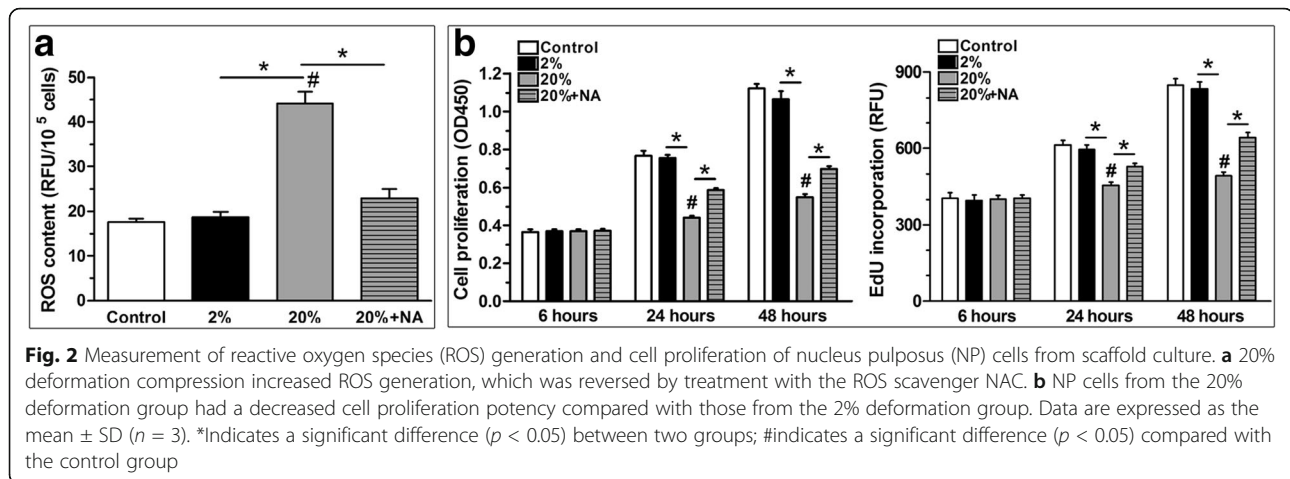 a
ROS content (RFU/10 5 cells)
50
40
30
20
10
0
*
*
#
Control 2% 20% 20%+NA
b
Control
2%
20%
20%+NA
Cell proliferation (OD450)
1.2
1.0
0.8
0.6
0.4
0.2
0.0
* * # * * #
6 hours 24 hours 48 hours
Control
2%
20%
20%+NA
EdU incorporation (RFU)
900
600
300
0
* * # * * #
6 hours 24 hours 48 hours
Fig. 2 Measurement of reactive oxygen species (ROS) generation and cell proliferation of nucleus pulposus (NP) cells from scaffold culture. a 20%
deformation compression increased ROS generation, which was reversed by treatment with the ROS scavenger NAC. b NP cells from the 20%
deformation group had a decreased cell proliferation potency compared with those from the 2% deformation group. Data are expressed as the
mean ± SD (n = 3). *Indicates a significant difference (p < 0.05) between two groups; #indicates a significant difference (p < 0.05) compared with
the control group